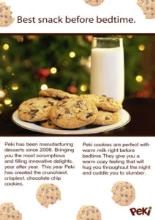 Best snack before bedtime.
Peki has been manufacturing
desserts since 2008. Bringing
you the most scrumptious
and filling innovative delights,
year after year. This year Peki
has created the crunchiest,
crispiest, chocolate chip
cookies.
Peki cookies are perfect with
warm milk right before
bedtime. They give you a
warm cozy feeling that will
hug you throughout the night
and cuddle you to slumber.
Peki